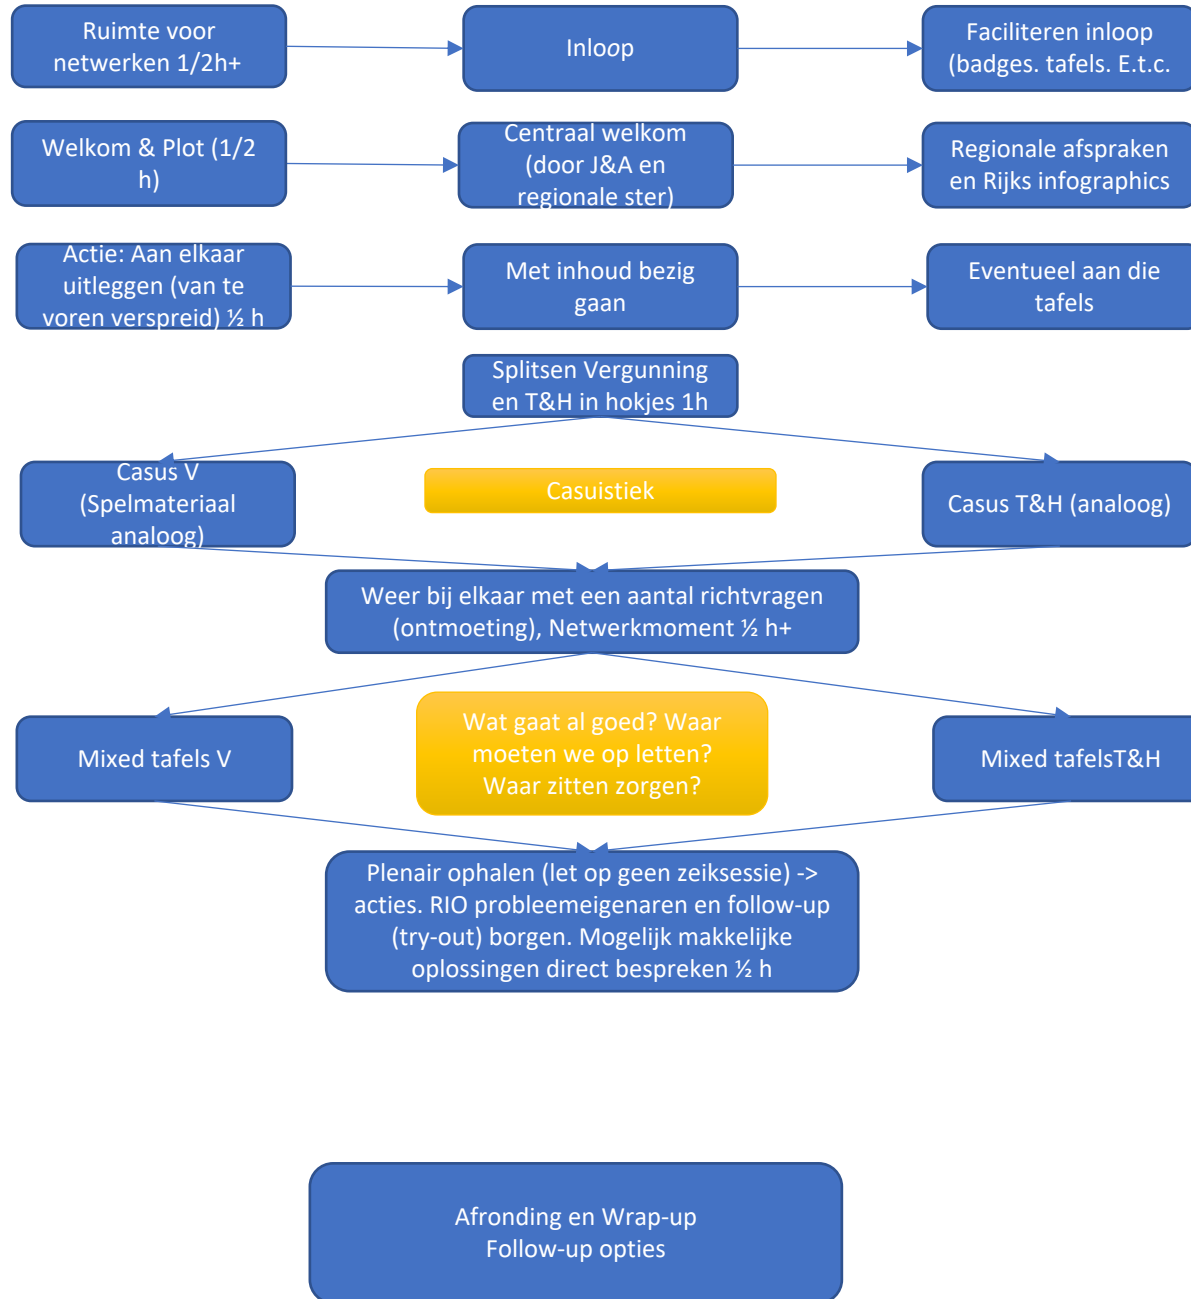 Ruimte voor
netwerken 1/2h+
Inloop
Faciliteren inloop
(badges. tafels. E.t.c.
Welkom & Plot (1/2
h)
Centraal welkom
(door J&A en
regionale ster)
Regionale afspraken
en Rijks infographics
Actie: Aan elkaar
uitleggen (van te
voren verspreid) ½ h
Met inhoud bezig
gaan
Eventueel aan die
tafels
Splitsen Vergunning
en T&H in hokjes 1h
Casus V
(Spelmateriaal
analoog)
Casuistiek
Casus T&H (analoog)
Weer bij elkaar met een aantal richtvragen
(ontmoeting), Netwerkmoment ½ h+
Mixed tafels V
Wat gaat al goed? Waar
moeten we op letten?
Waar zitten zorgen?
Mixed tafelsT&H
Plenair ophalen (let op geen zeiksessie) ->
acties. RIO probleemeigenaren en follow-up
(try-out) borgen. Mogelijk makkelijke
oplossingen direct bespreken ½ h
Afronding en Wrap-up
Follow-up opties